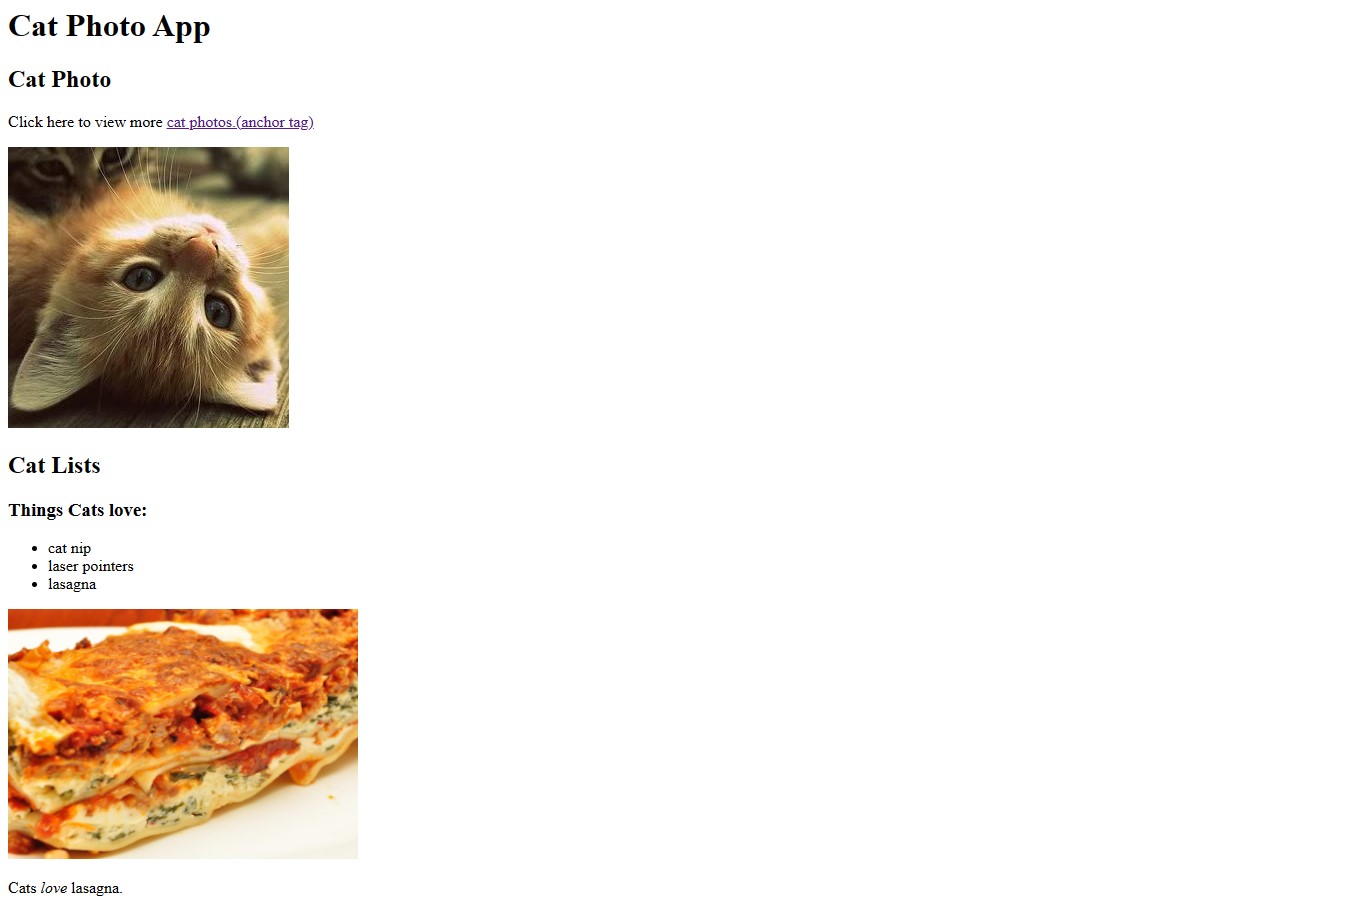 Cat Photo App
Cat Photo
Click here to view more cat photos.(anchor tag)
Cat Lists
Things Cats love:
cat nip
laser pointers
lasagna
Cats love lasagna.